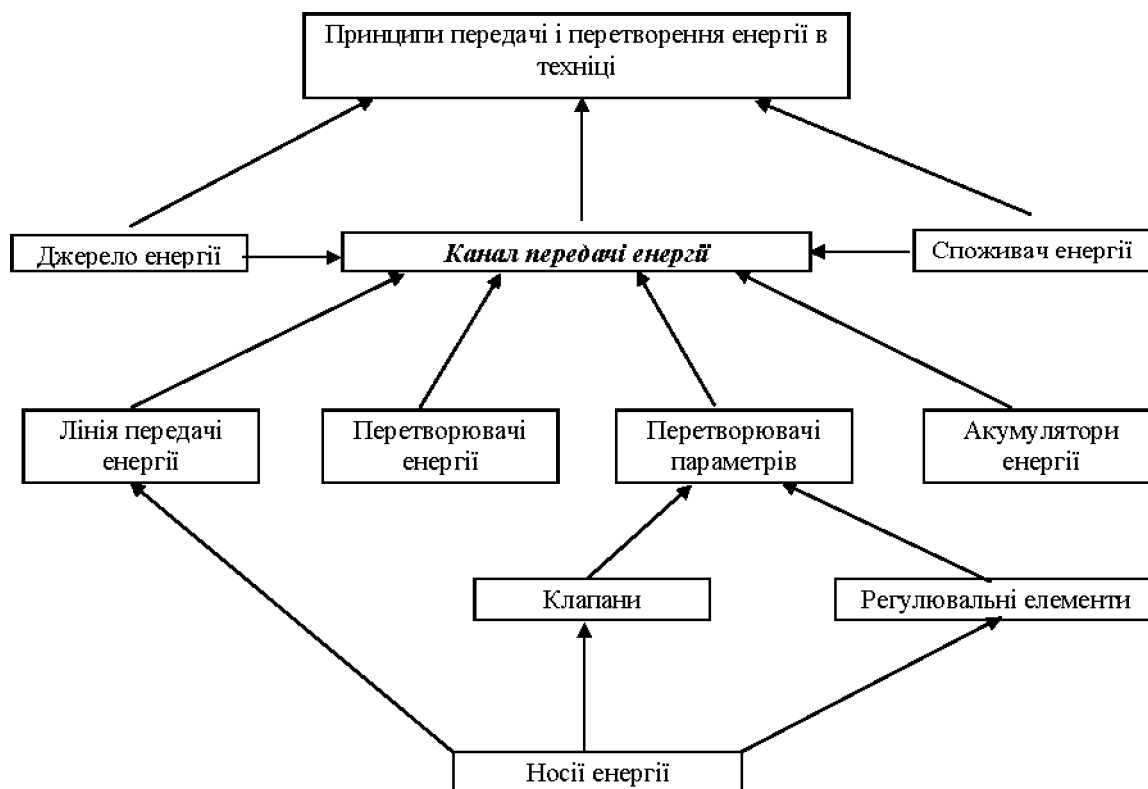 Принципи передачі і перетворення енергії в
техніці
Джерело енергії
Канал передачі енергії
Споживач енергії
Лінія передачі
енергії
Перетворювачі
енергії
Перетворювачі
параметрів
Акумулятори
енергії
Клапани
Регулювальні елементи
Носії енергії